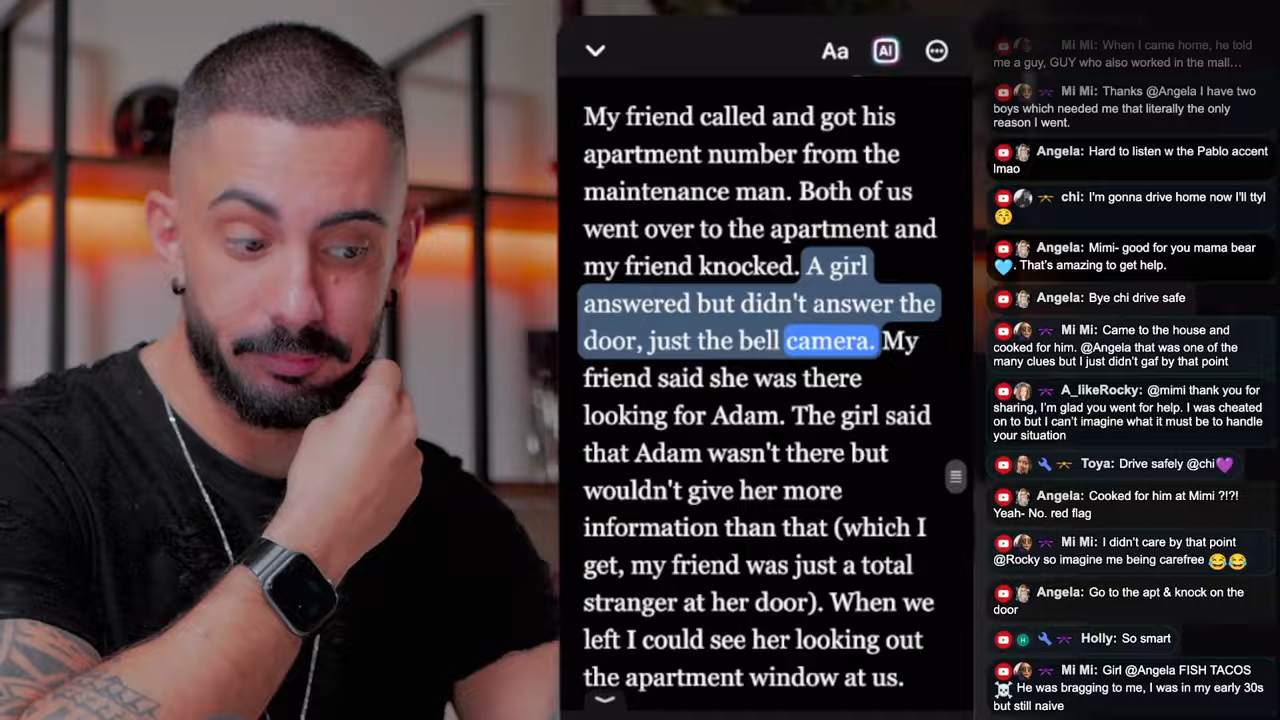 Aa
AI
My friend called and got his
apartment number from the
maintenance man. Both of us
went over to the apartment and
my friend knocked. A girl
answered but didn't answer the
door, just the bell camera. My
friend said she was there
looking for Adam. The girl said
that Adam wasn't there but
wouldn't give her more
information than that (which I
get, my friend was just a total
stranger at her door). When we
left I could see her looking out
the apartment window at us.
Mi Mi: When I came home, he told
me a guy, GUY who also worked in the mall…
Mi Mi: Thanks @Angela I have two
boys which needed me that literally the only
reason I went.
Angela: Hard to listen w the Pablo accent
lmao
chi: I'm gonna drive home now I'll ttyl
😚
Angela: Mimi- good for you mama bear
🩵. That's amazing to get help.
Angela: Bye chi drive safe
Mi Mi: Came to the house and
cooked for him. @Angela that was one of the
many clues but I just didn't gaf by that point
A_likeRocky: @mimi thank you for
sharing, I'm glad you went for help. I was cheated
on to but I can't imagine what it must be to handle
your situation
Toya: Drive safely @chi💜
Angela: Cooked for him at Mimi ?!?!
Yeah- No. red flag
Mi Mi: I didn't care by that point
@Rocky so imagine me being carefree 😂😂
Angela: Go to the apt & knock on the
door
H Holly: So smart
Mi Mi: Girl @Angela FISH TACOS
☠️ He was bragging to me, I was in my early 30s
but still naive